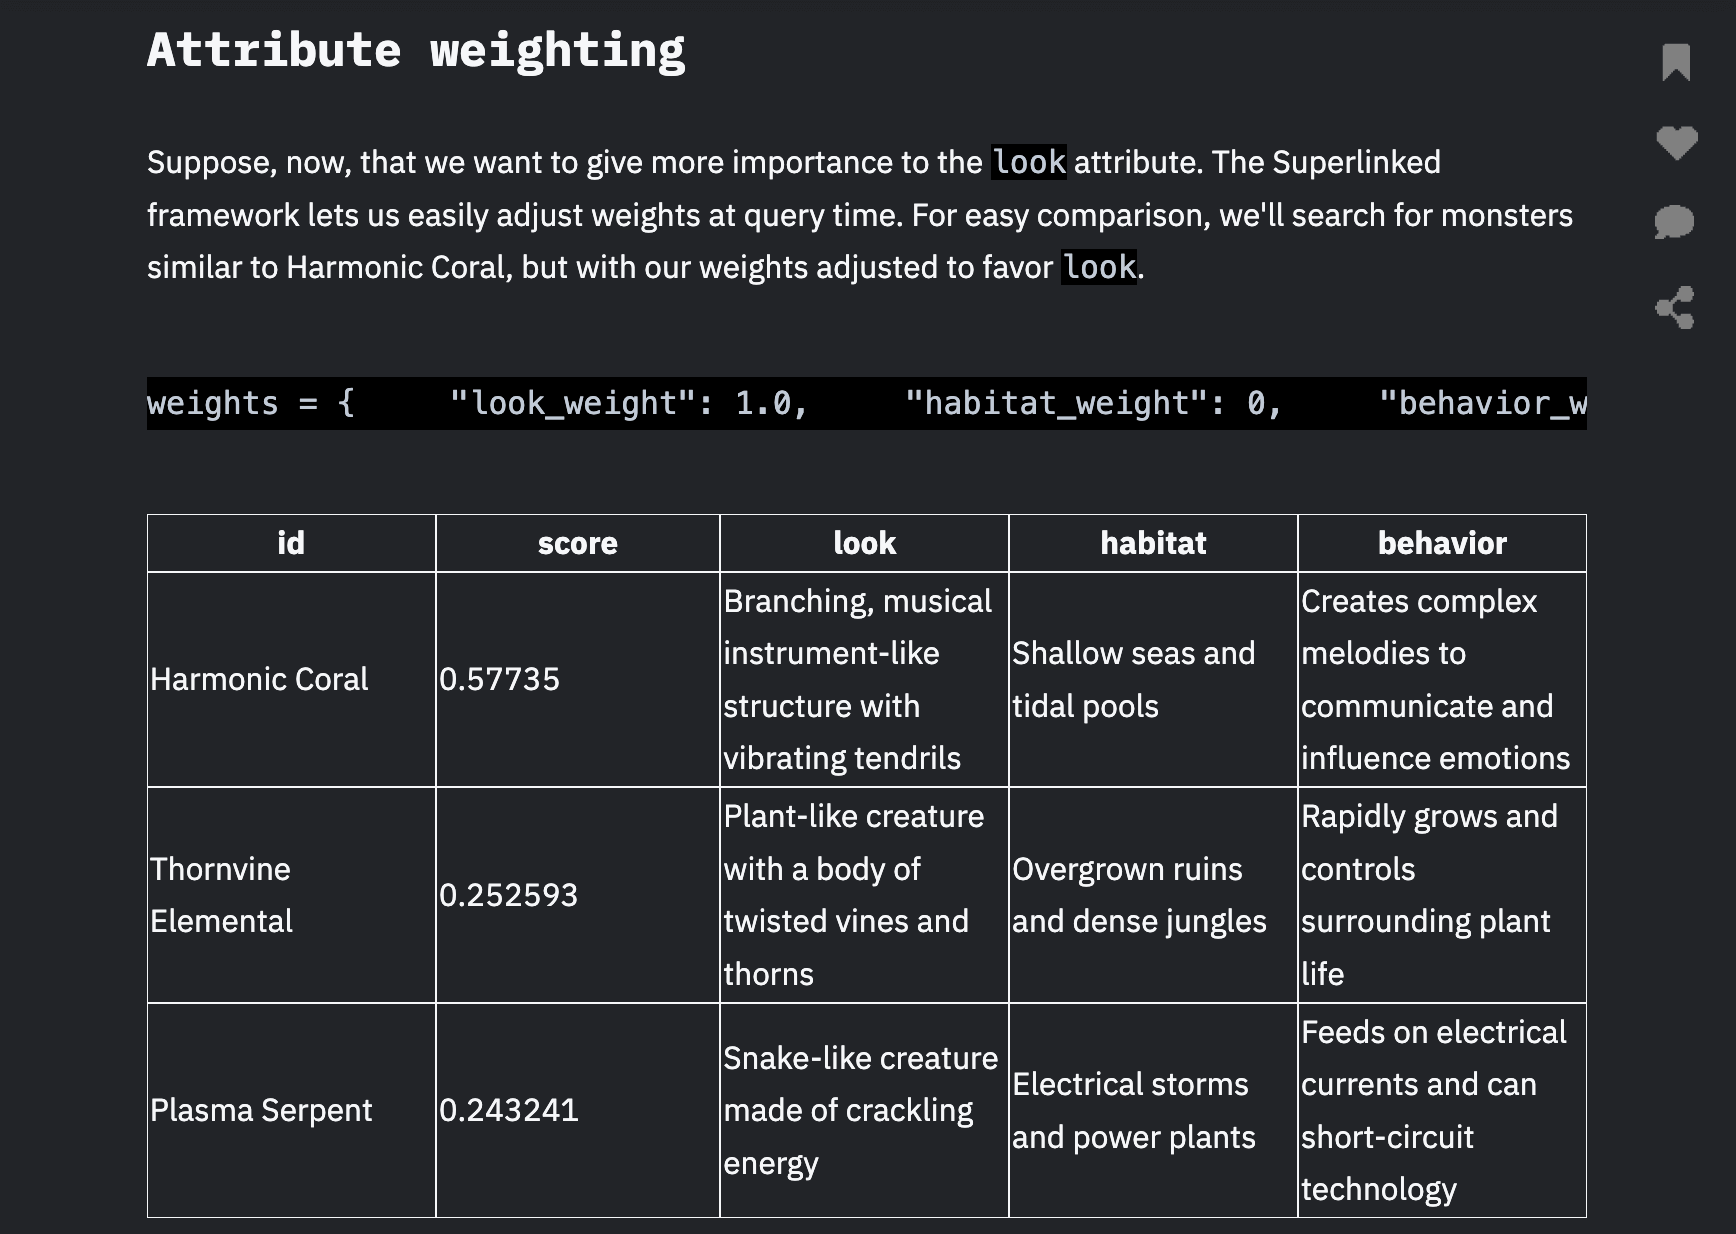 Attribute weighting
Suppose, now, that we want to give more importance to the look attribute. The Superlinked
framework lets us easily adjust weights at query time. For easy comparison, we'll search for monsters
similar to Harmonic Coral, but with our weights adjusted to favor look.
weights = {     "look_weight": 1.0,     "habitat_weight": 0,     "behavior_w
id score look habitat behavior
Harmonic Coral
0.57735
Branching, musical
instrument-like
structure with
vibrating tendrils
Shallow seas and
tidal pools
Creates complex
melodies to
communicate and
influence emotions
Thornvine
Elemental
0.252593
Plant-like creature
with a body of
twisted vines and
thorns
Overgrown ruins
and dense jungles
Rapidly grows and
controls
surrounding plant
life
Plasma Serpent
0.243241
Snake-like creature
made of crackling
energy
Electrical storms
and power plants
Feeds on electrical
currents and can
short-circuit
technology